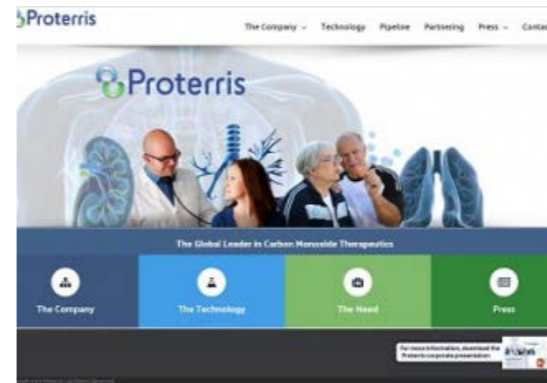 Proterris
The Company Technology Pipeline Partnering Press Contac
Proterris
The Global Leader in Carbon Monoxide Therapeutics
The Company The Technology The Need Press
For more information, download the
Proterris corporate presentation